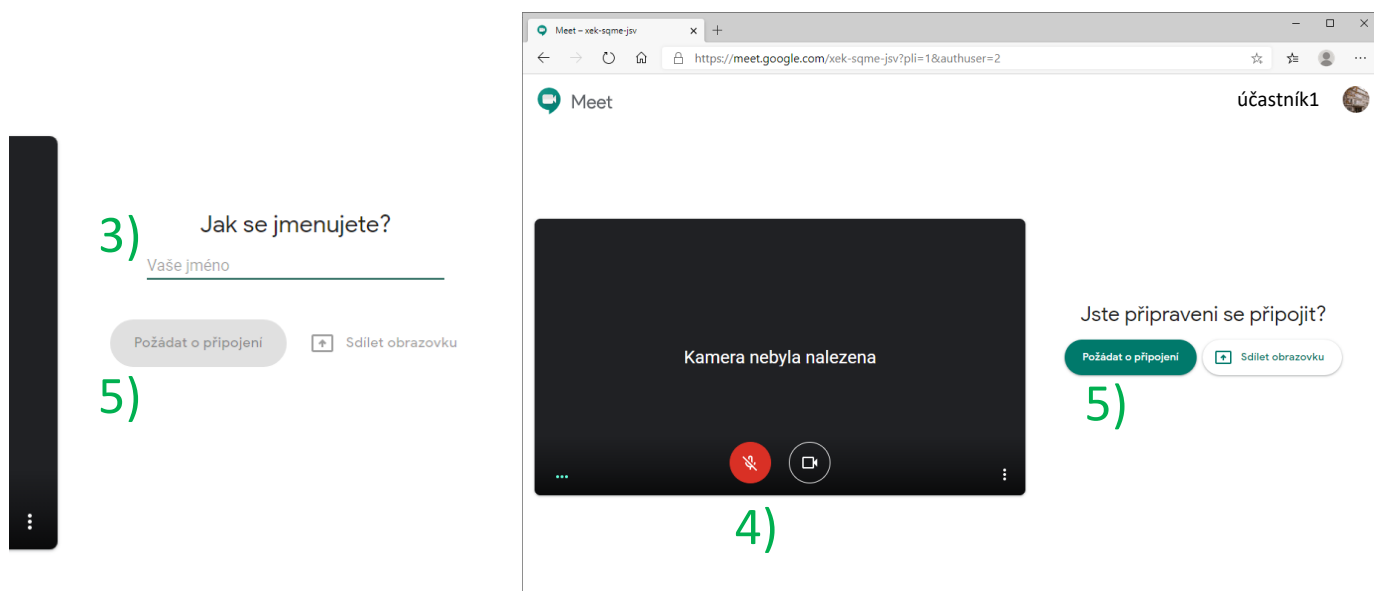 3)
Jak se jmenujete?
Vaše jméno
Požádat o připojení
Sdílet obrazovku
5)
Meet – xek-sqme-jsv
https://meet.google.com/xek-sqme-jsv?pli=1&authuser=2
Meet
účastník1
Kamera nebyla nalezena
4)
Jste připraveni se připojit?
Požádat o připojení
Sdílet obrazovku
5)